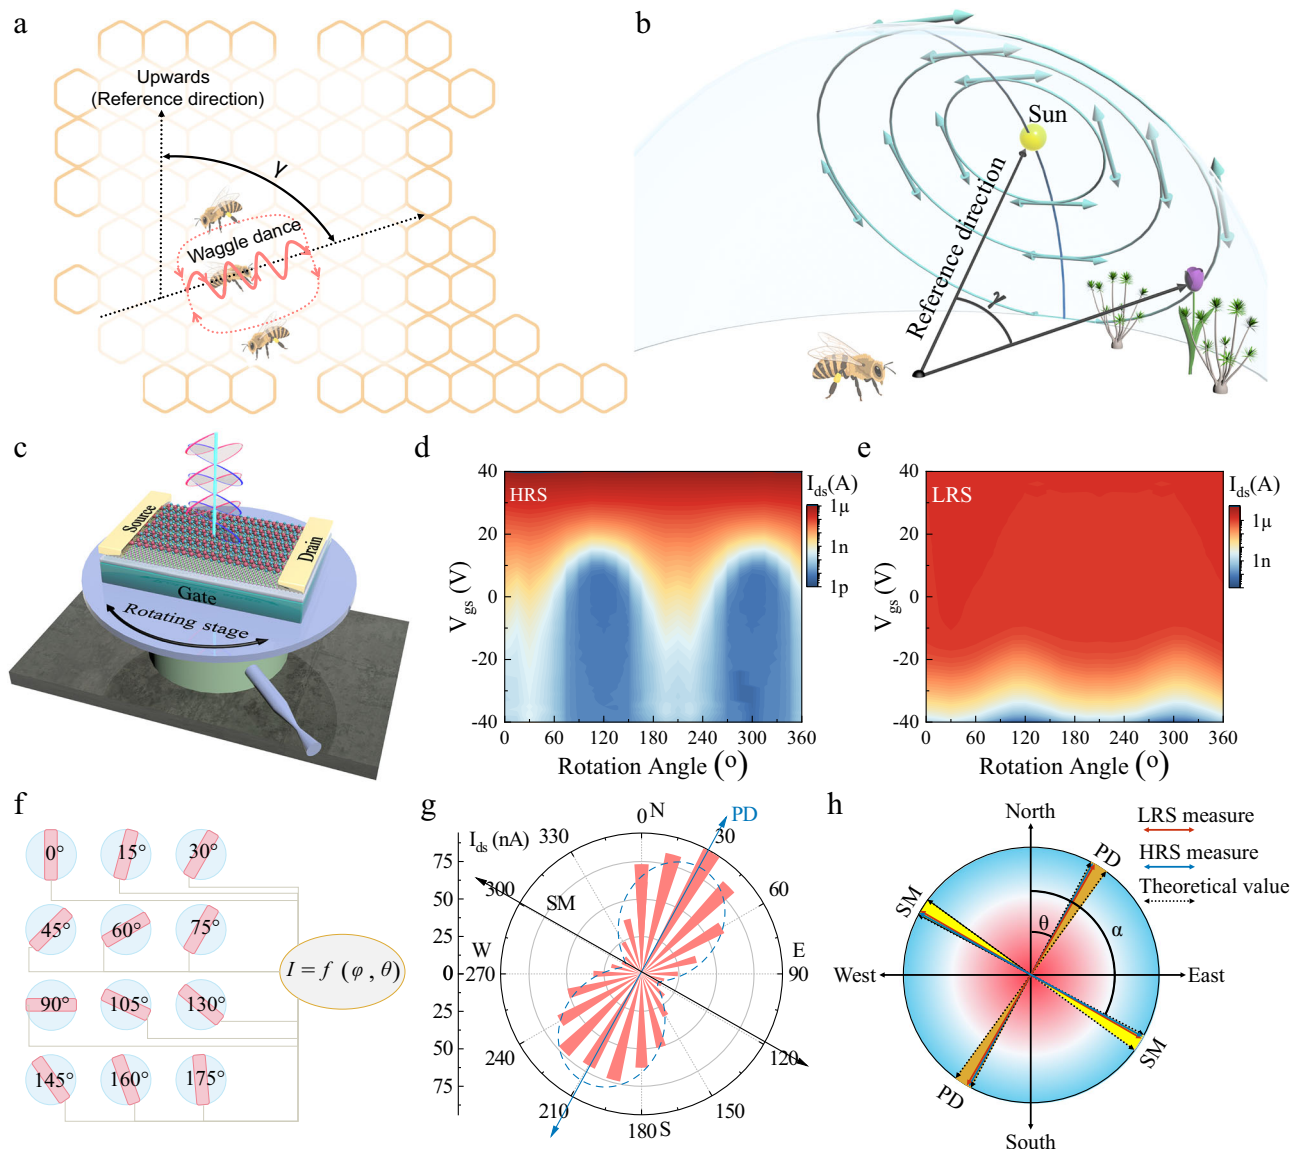 a
Upwards
(Reference direction)
γ
Waggle dance
b
Sun
Reference direction
γ
c
Source
Drain
Gate
Rotating stage
d
HRS
I_ds(A)
1μ
1n
1p
40
20
0
-20
-40
V_gs (V)
0 60 120 180 240 300 360
Rotation Angle (o)
e
LRS
I_ds(A)
1μ
1n
40
20
0
-20
-40
V_gs (V)
0 60 120 180 240 300 360
Rotation Angle (o)
f
0° 15° 30°
45° 60° 75°
90° 105° 130°
145° 160° 175°
I = f (φ , θ)
g
I_ds (nA)
75
50
25
0
25
50
75
0 N
30
60
E
90
120
150
180 S
210
240
W
270
300
330
PD
SM
h
North
East
South
West
PD
SM
PD
SM
θ
α
LRS measure
HRS measure
Theoretical value